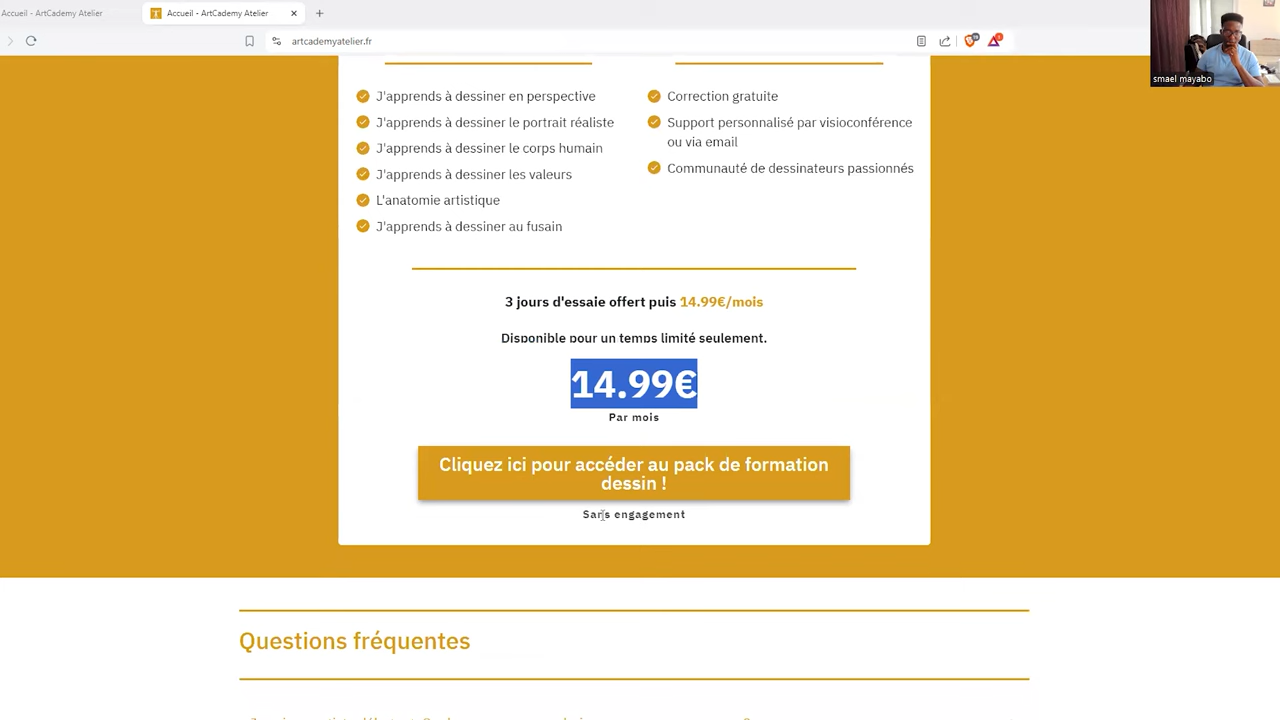 Accueil - ArtCademy Atelier
Accueil - ArtCademy Atelier
artcademyatelier.fr
smael mayabo
J'apprends à dessiner en perspective
J'apprends à dessiner le portrait réaliste
J'apprends à dessiner le corps humain
J'apprends à dessiner les valeurs
L'anatomie artistique
J'apprends à dessiner au fusain
Correction gratuite
Support personnalisé par visioconférence
ou via email
Communauté de dessinateurs passionnés
3 jours d'essaie offert puis 14.99€/mois
Disponible pour un temps limité seulement.
14.99€
Par mois
Cliquez ici pour accéder au pack de formation
dessin !
Sans engagement
Questions fréquentes